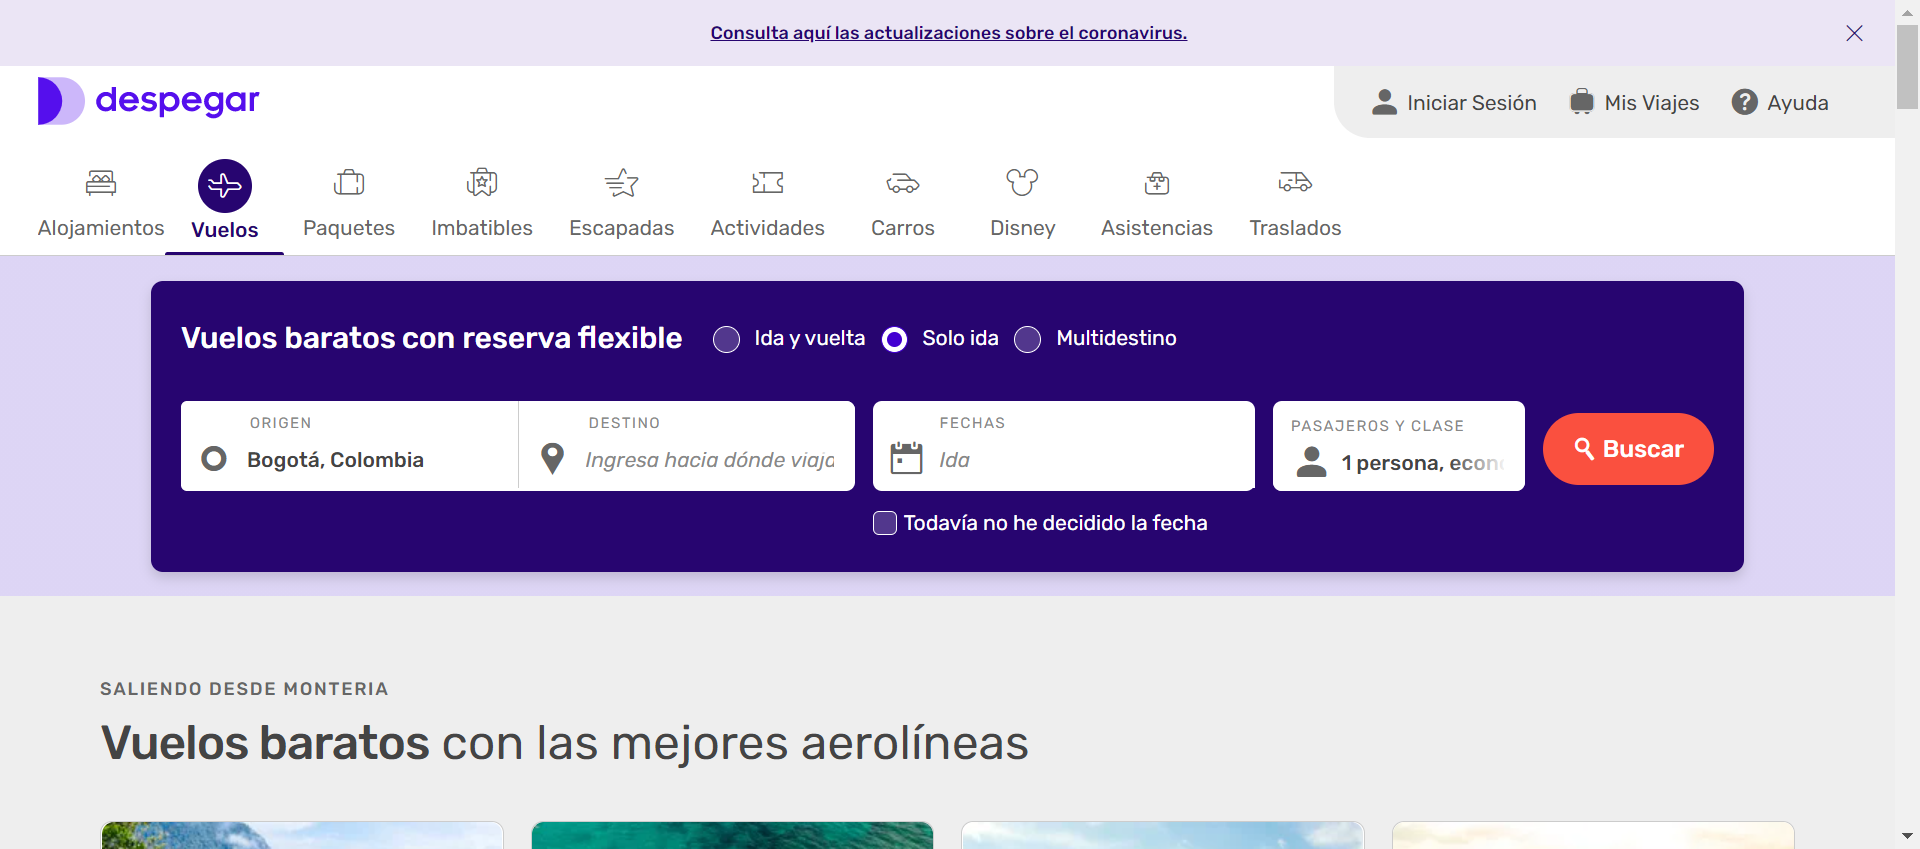 Consulta aquí las actualizaciones sobre el coronavirus.
despegar
Iniciar Sesión
Mis Viajes
? Ayuda
Alojamientos
Vuelos
Paquetes
Imbatibles
Escapadas
Actividades
Carros
Disney
Asistencias
Traslados
Vuelos baratos con reserva flexible
Ida y vuelta
Solo ida
Multidestino
ORIGEN
Bogotá, Colombia
DESTINO
Ingresa hacia dónde viaja
FECHAS
Ida
PASAJEROS Y CLASE
1 persona, econ
Buscar
Todavía no he decidido la fecha
SALIENDO DESDE MONTERIA
Vuelos baratos con las mejores aerolíneas